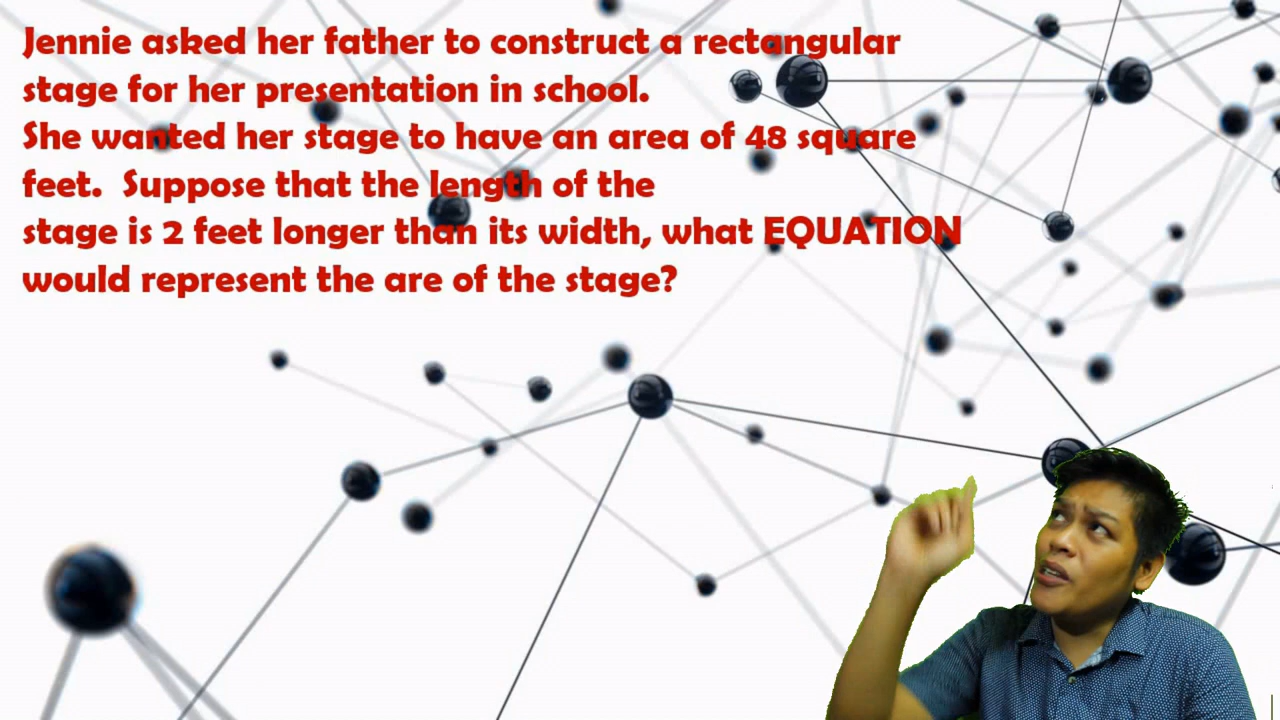 Jennie asked her father to construct a rectangular
stage for her presentation in school.
She wanted her stage to have an area of 48 square
feet.  Suppose that the length of the
stage is 2 feet longer than its width, what EQUATION
would represent the are of the stage?